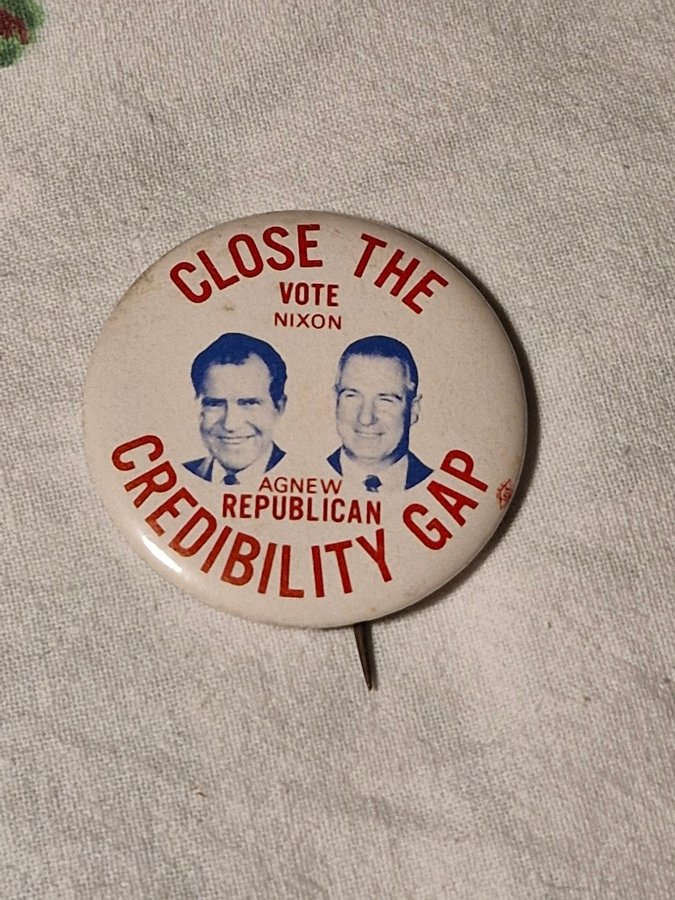 CLOSE THE
VOTE
NIXON
AGNEW
REPUBLICAN
CREDIBILITY GAP